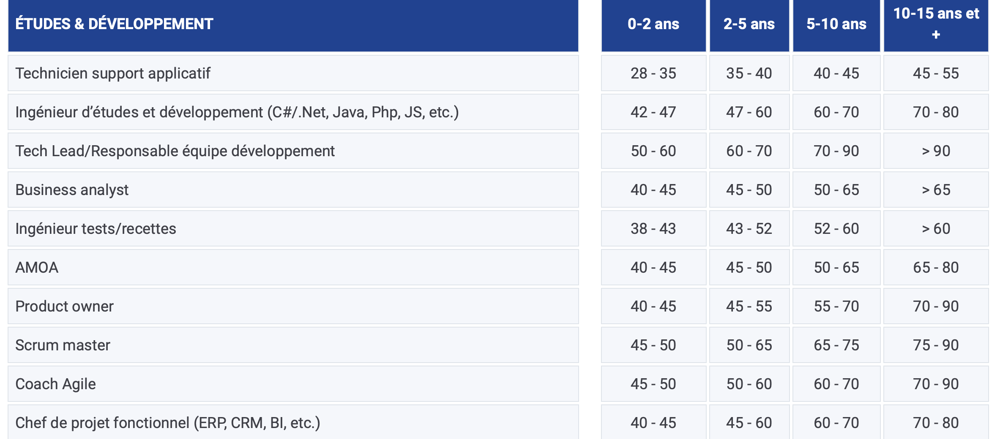 ÉTUDES & DÉVELOPPEMENT 0-2 ans 2-5 ans 5-10 ans 10-15 ans et
+
Technicien support applicatif 28 - 35 35 - 40 40 - 45 45 - 55
Ingénieur d’études et développement (C#/.Net, Java, Php, JS, etc.) 42 - 47 47 - 60 60 - 70 70 - 80
Tech Lead/Responsable équipe développement 50 - 60 60 - 70 70 - 90 > 90
Business analyst 40 - 45 45 - 50 50 - 65 > 65
Ingénieur tests/recettes 38 - 43 43 - 52 52 - 60 > 60
AMOA 40 - 45 45 - 50 50 - 65 65 - 80
Product owner 40 - 45 45 - 55 55 - 70 70 - 90
Scrum master 45 - 50 50 - 65 65 - 75 75 - 90
Coach Agile 45 - 50 50 - 60 60 - 70 70 - 90
Chef de projet fonctionnel (ERP, CRM, BI, etc.) 40 - 45 45 - 60 60 - 70 70 - 80